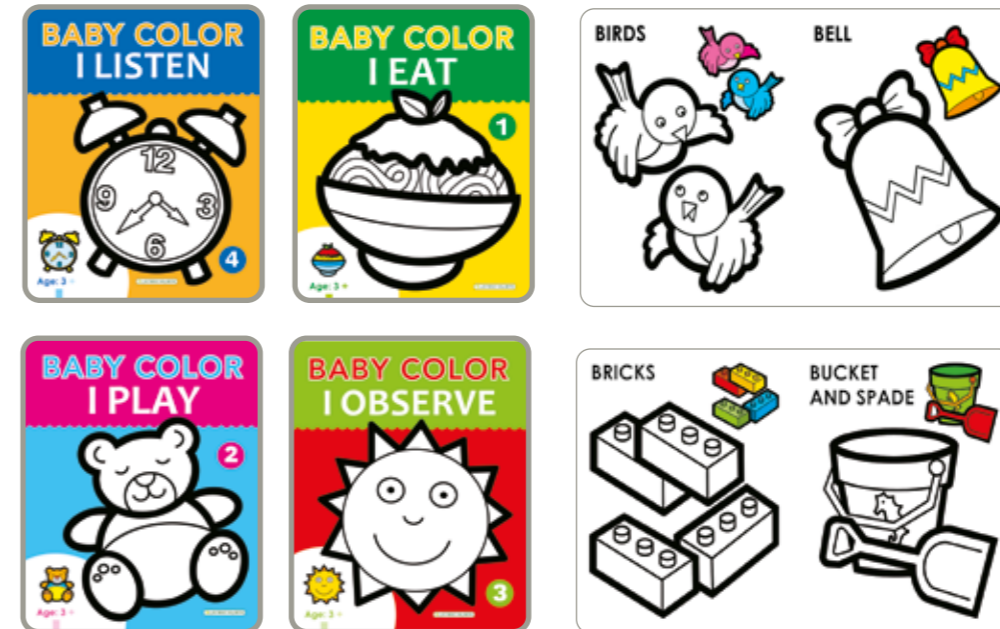 BABY COLOR
I LISTEN
12
9
3
6
4
Age: 3 +
BABY COLOR
I EAT
1
Age: 3 +
BIRDS
BELL
BABY COLOR
I PLAY
2
Age: 3 +
BABY COLOR
I OBSERVE
3
Age: 3 +
BRICKS
BUCKET
AND SPADE